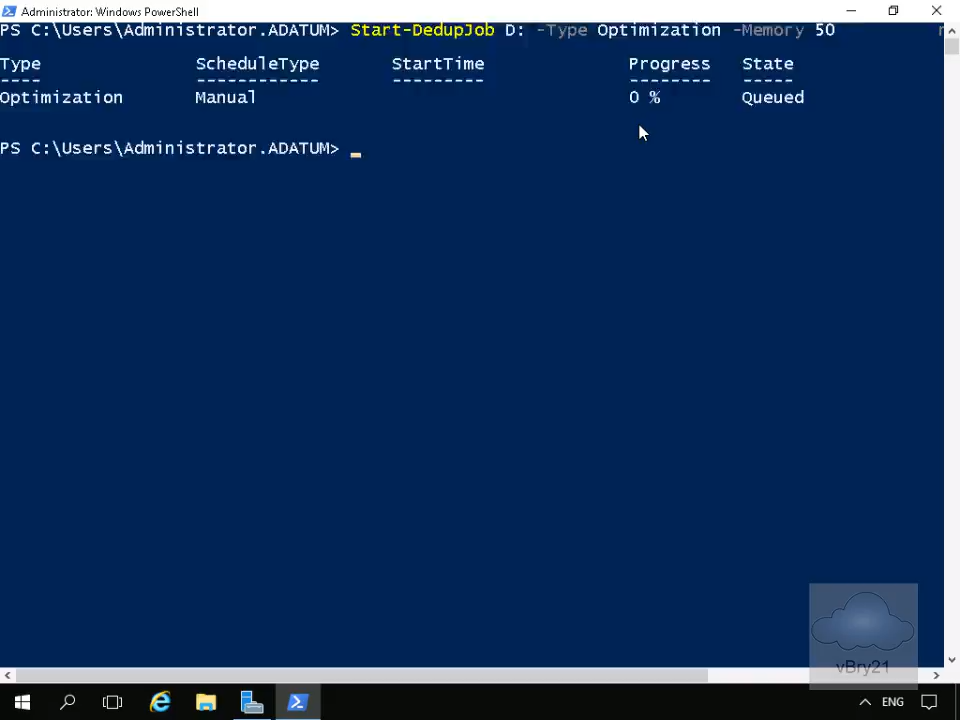 Administrator: Windows PowerShell
PS C:\Users\Administrator.ADATUM> Start-DedupJob D: -Type Optimization -Memory 50
Type ScheduleType StartTime Progress State
---- ------------ --------- -------- -----
Optimization Manual 0 % Queued
PS C:\Users\Administrator.ADATUM> _
vBry21
ENG